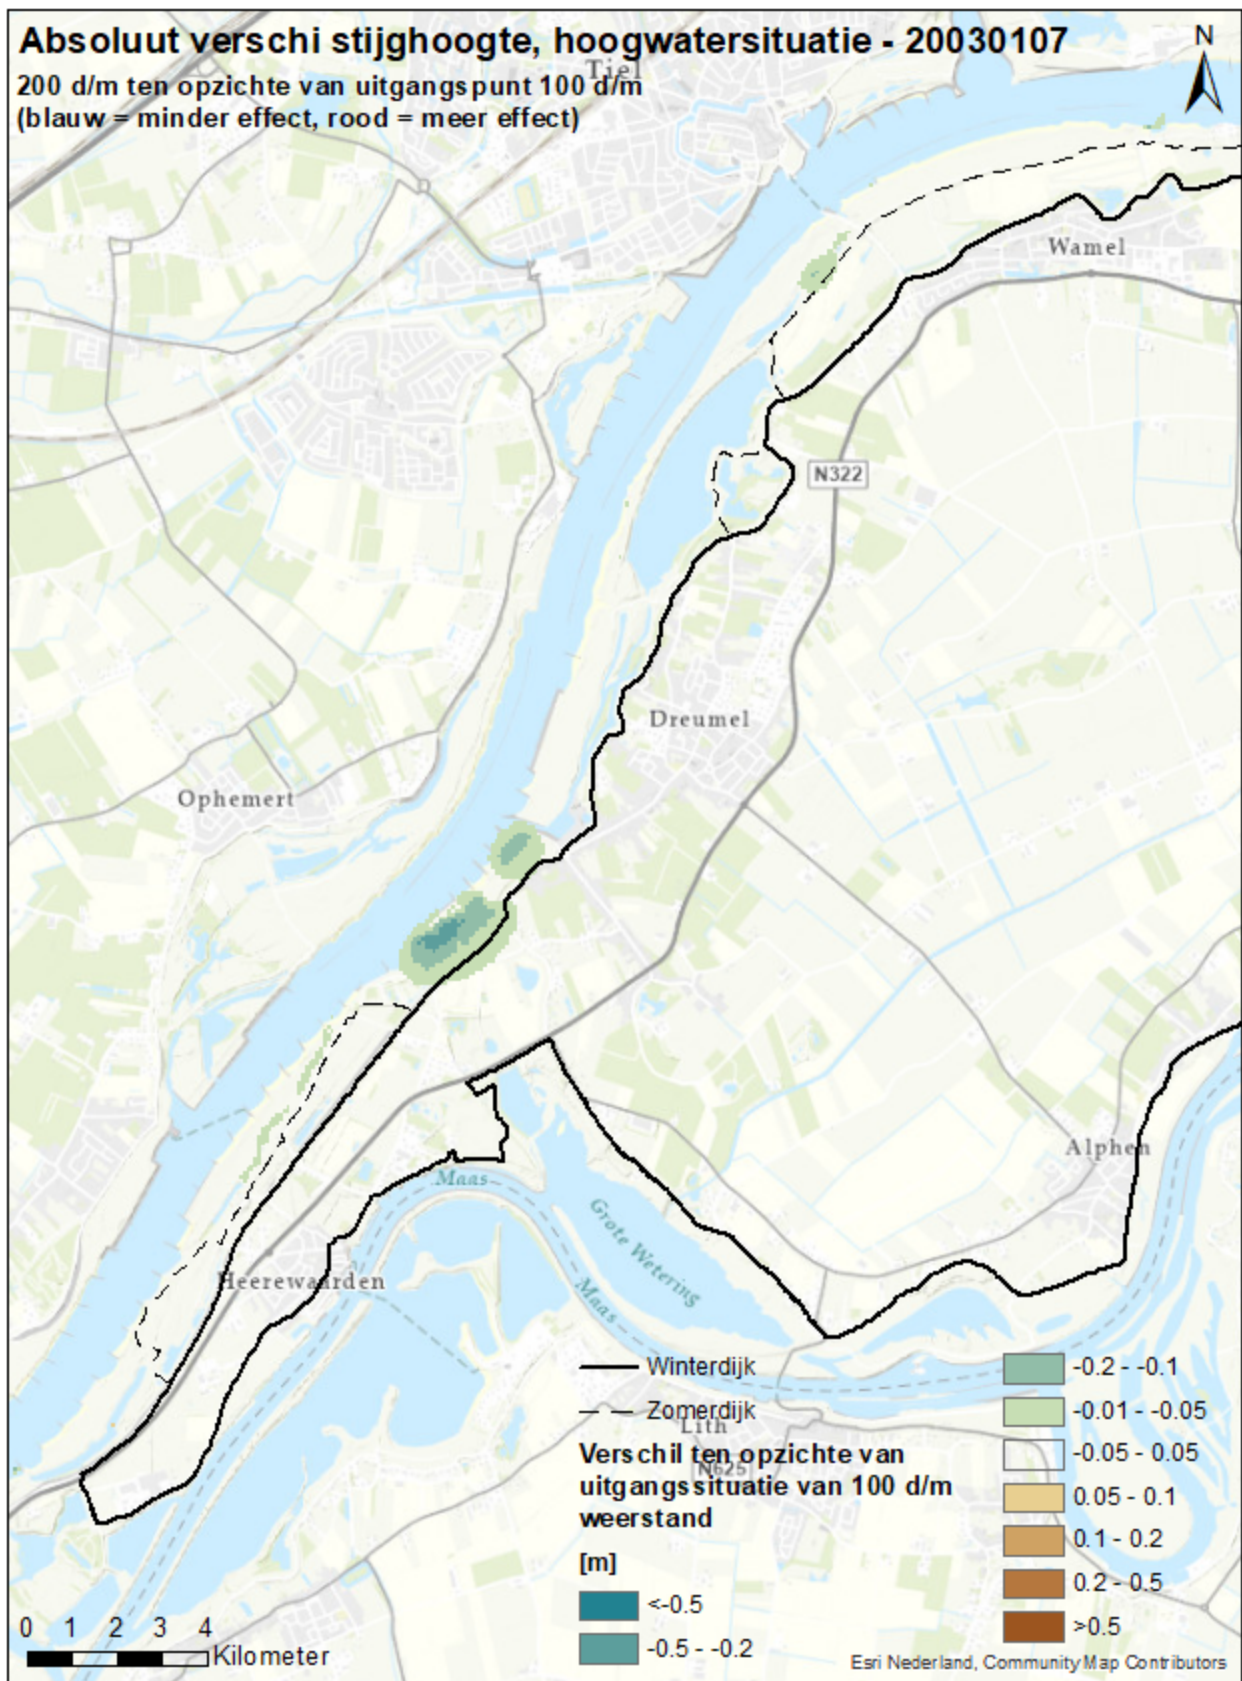 Absoluut verschi stijghoogte, hoogwatersituatie - 20030107
200 d/m ten opzichte van uitgangspunt 100 d/m
(blauw = minder effect, rood = meer effect)
N
Tiel
Wamel
N322
Dreumel
Ophemert
Alphen
Maas
Grote Wetering
Maas
Heerewaarden
Lith
N625
Winterdijk
Zomerdijk
Verschil ten opzichte van
uitgangssituatie van 100 d/m
weerstand
[m]
<-0.5
-0.5 - -0.2
-0.2 - -0.1
-0.01 - -0.05
-0.05 - 0.05
0.05 - 0.1
0.1 - 0.2
0.2 - 0.5
>0.5
0 1 2 3 4
Kilometer
Esri Nederland, Community Map Contributors